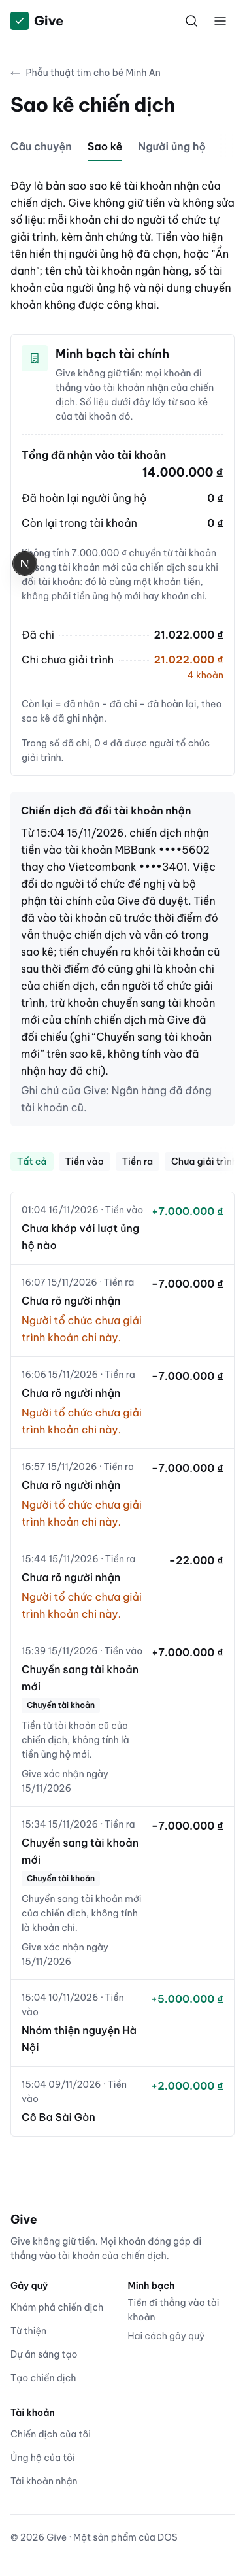 Give
← Phẫu thuật tim cho bé Minh An
Sao kê chiến dịch
Câu chuyện Sao kê Người ủng hộ
Đây là bản sao sao kê tài khoản nhận của
chiến dịch. Give không giữ tiền và không sửa
số liệu: mỗi khoản chi do người tổ chức tự
giải trình, kèm ảnh chứng từ. Tiền vào hiện
tên hiển thị người ủng hộ đã chọn, hoặc "Ẩn
danh"; tên chủ tài khoản ngân hàng, số tài
khoản của người ủng hộ và nội dung chuyển
khoản không được công khai.
Minh bạch tài chính
Give không giữ tiền: mọi khoản đi
thẳng vào tài khoản nhận của chiến
dịch. Số liệu dưới đây lấy từ sao kê
của tài khoản đó.
Tổng đã nhận vào tài khoản
14.000.000 ₫
Đã hoàn lại người ủng hộ 0 ₫
Còn lại trong tài khoản 0 ₫
Không tính 7.000.000 ₫ chuyển từ tài khoản
sang tài khoản mới của chiến dịch sau khi
đổi tài khoản: đó là cùng một khoản tiền,
không phải tiền ủng hộ mới hay khoản chi.
N
Đã chi 21.022.000 ₫
Chi chưa giải trình 21.022.000 ₫
4 khoản
Còn lại = đã nhận − đã chi − đã hoàn lại, theo
sao kê đã ghi nhận.
Trong số đã chi, 0 ₫ đã được người tổ chức
giải trình.
Chiến dịch đã đổi tài khoản nhận
Từ 15:04 15/11/2026, chiến dịch nhận
tiền vào tài khoản MBBank ••••5602
thay cho Vietcombank ••••3401. Việc
đổi do người tổ chức đề nghị và bộ
phận tài chính của Give đã duyệt. Tiền
đã vào tài khoản cũ trước thời điểm đó
vẫn thuộc chiến dịch và vẫn có trong
sao kê; tiền chuyển ra khỏi tài khoản cũ
sau thời điểm đó cũng ghi là khoản chi
của chiến dịch, cần người tổ chức giải
trình, trừ khoản chuyển sang tài khoản
mới của chính chiến dịch mà Give đã
đối chiếu (ghi “Chuyển sang tài khoản
mới” trên sao kê, không tính vào đã
nhận hay đã chi).
Ghi chú của Give: Ngân hàng đã đóng
tài khoản cũ.
Tất cả Tiền vào Tiền ra Chưa giải trình
01:04 16/11/2026 · Tiền vào +7.000.000 ₫
Chưa khớp với lượt ủng
hộ nào
16:07 15/11/2026 · Tiền ra −7.000.000 ₫
Chưa rõ người nhận
Người tổ chức chưa giải
trình khoản chi này.
16:06 15/11/2026 · Tiền ra −7.000.000 ₫
Chưa rõ người nhận
Người tổ chức chưa giải
trình khoản chi này.
15:57 15/11/2026 · Tiền ra −7.000.000 ₫
Chưa rõ người nhận
Người tổ chức chưa giải
trình khoản chi này.
15:44 15/11/2026 · Tiền ra −22.000 ₫
Chưa rõ người nhận
Người tổ chức chưa giải
trình khoản chi này.
15:39 15/11/2026 · Tiền vào +7.000.000 ₫
Chuyển sang tài khoản
mới
Chuyển tài khoản
Tiền từ tài khoản cũ của
chiến dịch, không tính là
tiền ủng hộ mới.
Give xác nhận ngày
15/11/2026
15:34 15/11/2026 · Tiền ra −7.000.000 ₫
Chuyển sang tài khoản
mới
Chuyển tài khoản
Chuyển sang tài khoản mới
của chiến dịch, không tính
là khoản chi.
Give xác nhận ngày
15/11/2026
15:04 10/11/2026 · Tiền
vào
+5.000.000 ₫
Nhóm thiện nguyện Hà
Nội
15:04 09/11/2026 · Tiền
vào
+2.000.000 ₫
Cô Ba Sài Gòn
Give
Give không giữ tiền. Mọi khoản đóng góp đi
thẳng vào tài khoản của chiến dịch.
Gây quỹ
Khám phá chiến dịch
Từ thiện
Dự án sáng tạo
Tạo chiến dịch
Minh bạch
Tiền đi thẳng vào tài
khoản
Hai cách gây quỹ
Tài khoản
Chiến dịch của tôi
Ủng hộ của tôi
Tài khoản nhận
© 2026 Give · Một sản phẩm của DOS